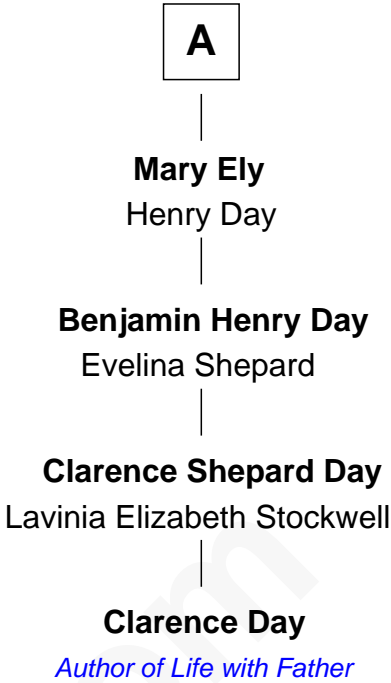 A
Mary Ely
Henry Day
Benjamin Henry Day
Evelina Shepard
Clarence Shepard Day
Lavinia Elizabeth Stockwell
Clarence Day
Author of Life with Father